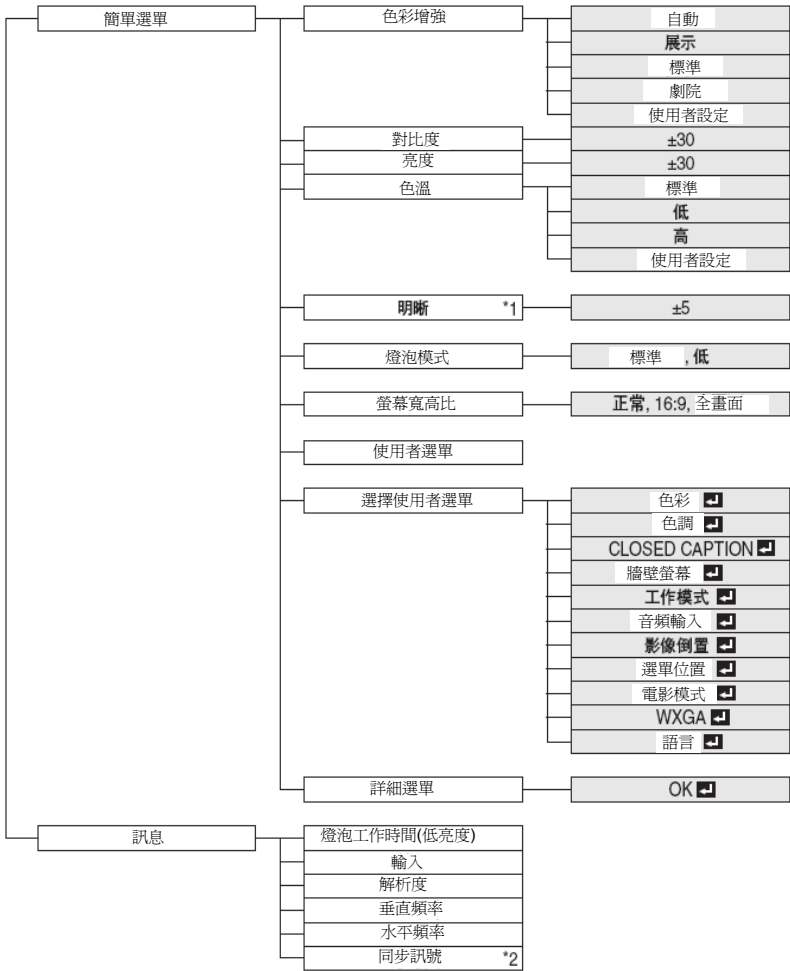 簡單選單
色彩增強
自動
展示
標準
劇院
使用者設定
對比度
±30
亮度
±30
色溫
標準
低
高
使用者設定
明晰 *1
±5
燈泡模式
標準 , 低
螢幕寬高比
正常, 16:9, 全畫面
使用者選單
選擇使用者選單
色彩
色調
CLOSED CAPTION
牆壁螢幕
工作模式
音頻輸入
影像倒置
選單位置
電影模式
WXGA
語言
詳細選單
OK
訊息
燈泡工作時間(低亮度)
輸入
解析度
垂直頻率
水平頻率
同步訊號 *2